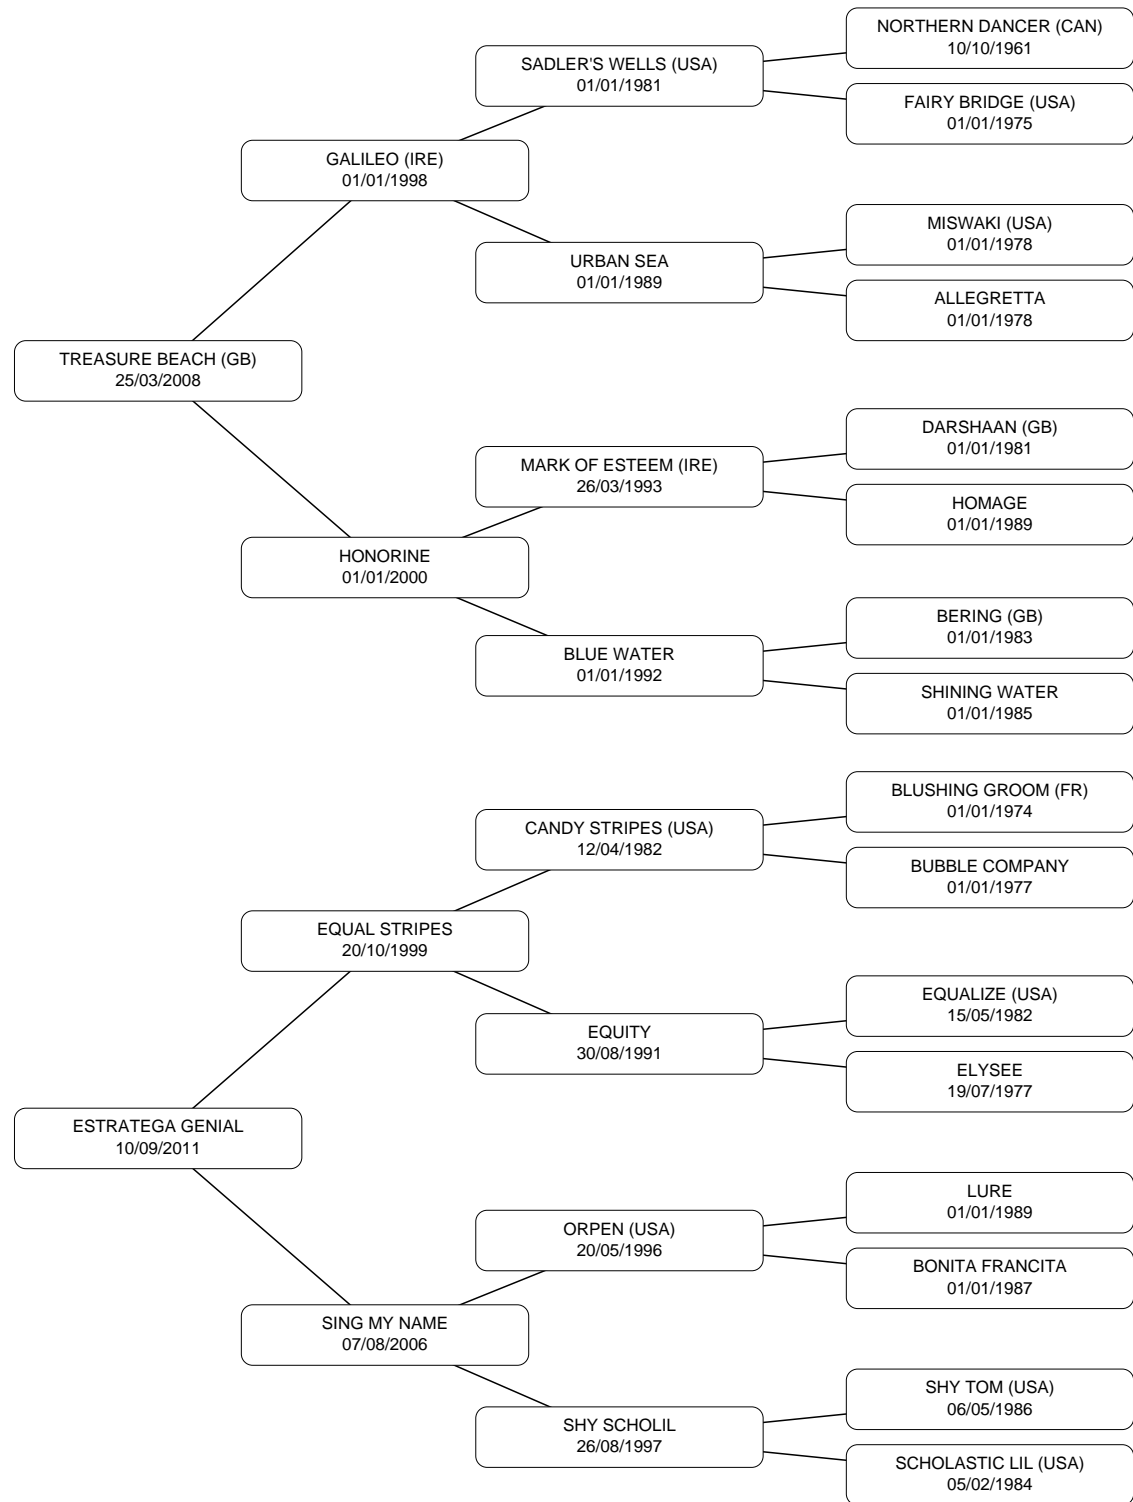 NORTHERN DANCER (CAN)
10/10/1961
SADLER'S WELLS (USA)
01/01/1981
FAIRY BRIDGE (USA)
01/01/1975
GALILEO (IRE)
01/01/1998
MISWAKI (USA)
01/01/1978
URBAN SEA
01/01/1989
ALLEGRETTA
01/01/1978
TREASURE BEACH (GB)
25/03/2008
DARSHAAN (GB)
01/01/1981
MARK OF ESTEEM (IRE)
26/03/1993
HOMAGE
01/01/1989
HONORINE
01/01/2000
BERING (GB)
01/01/1983
BLUE WATER
01/01/1992
SHINING WATER
01/01/1985
BLUSHING GROOM (FR)
01/01/1974
CANDY STRIPES (USA)
12/04/1982
BUBBLE COMPANY
01/01/1977
EQUAL STRIPES
20/10/1999
EQUALIZE (USA)
15/05/1982
EQUITY
30/08/1991
ELYSEE
19/07/1977
ESTRATEGA GENIAL
10/09/2011
LURE
01/01/1989
ORPEN (USA)
20/05/1996
BONITA FRANCITA
01/01/1987
SING MY NAME
07/08/2006
SHY TOM (USA)
06/05/1986
SHY SCHOLIL
26/08/1997
SCHOLASTIC LIL (USA)
05/02/1984